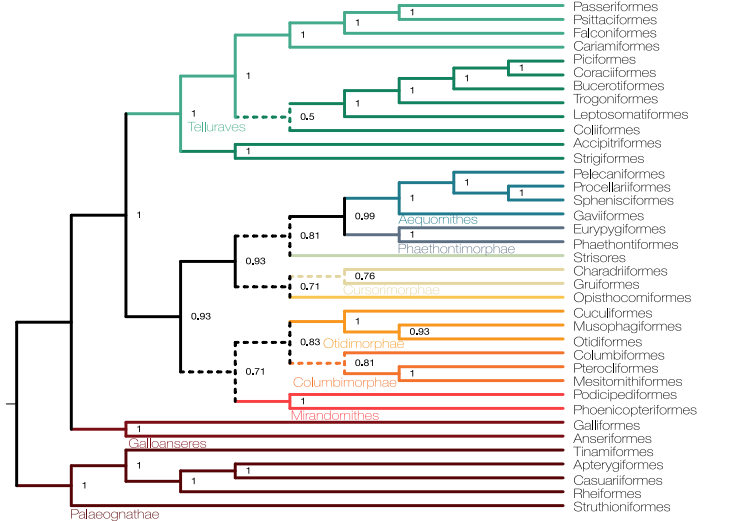 Passeriformes
1
Psittaciformes
1
Falconiformes
1
Cariamiformes
1
Piciformes
1
Coraciiformes
1
Bucerotiformes
1
Trogoniformes
1
Leptosomatiformes
0.5
Coliiformes
1
Telluraves
Accipitriformes
1
Strigiformes
Pelecaniformes
1
Procellariiformes
1
Sphenisciformes
1
Gaviiformes
0.99
Aequornithes
1
Eurypygiformes
0.81
1
Phaethontiformes
Phaethontimorphae
Strisores
0.93
Charadriiformes
0.76
Gruiformes
0.71
Cursorimorphae
Opisthocomiformes
Cuculiformes
0.93
1
Musophagiformes
0.93
Otidiformes
0.83
Otidimorphae
Columbiformes
0.81
Pterocliformes
0.71
1
Mesitornithiformes
Columbimorphae
Podicipediformes
1
Phoenicopteriformes
Mirandornithes
Galliformes
1
Anseriformes
Galloanseres
Tinamiformes
1
Apterygiformes
1
Casuariiformes
1
1
Rheiformes
Struthioniformes
Palaeognathae